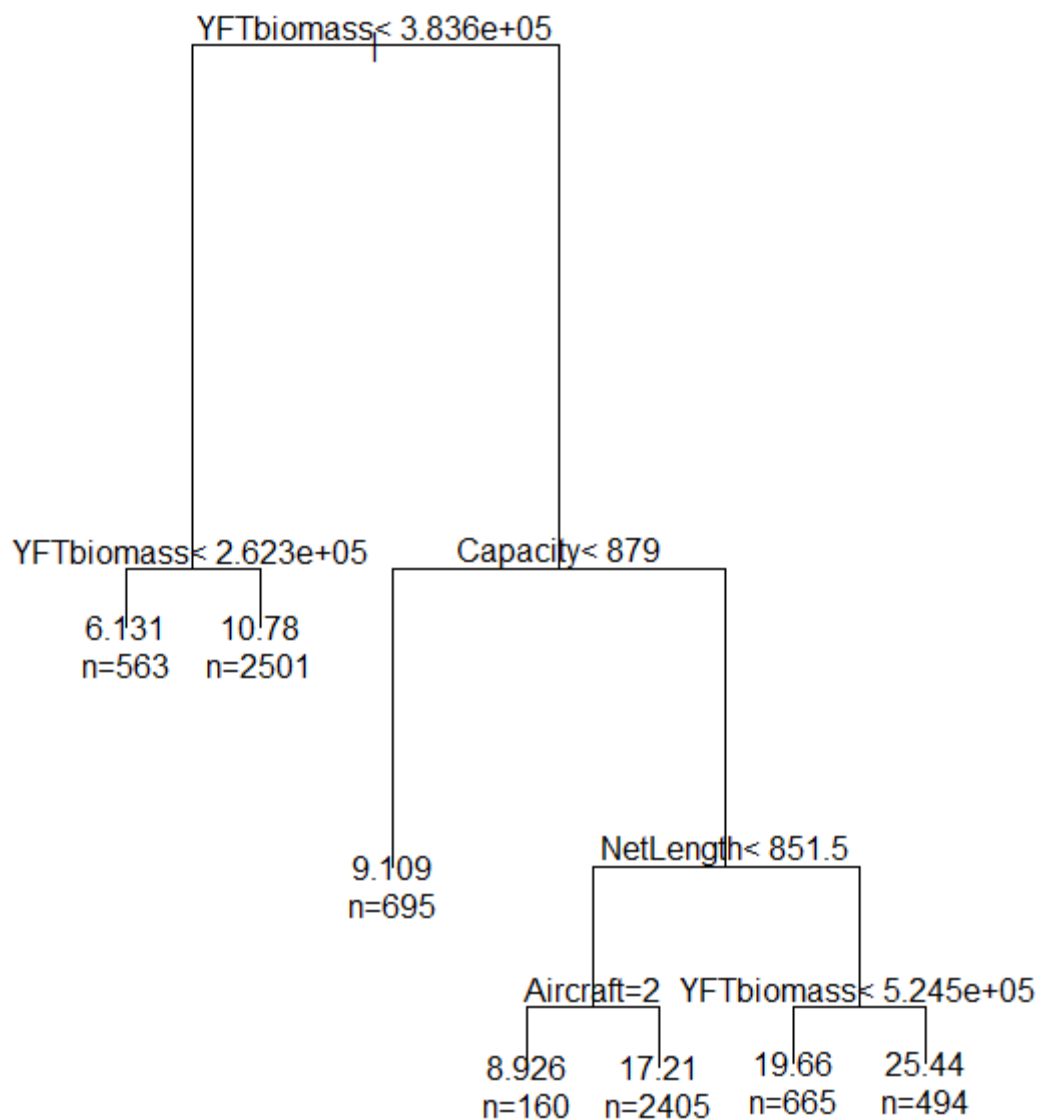 YFTbiomass< 3.836e+05
YFTbiomass< 2.623e+05
Capacity< 879
6.131
n=563
10.78
n=2501
NetLength< 851.5
9.109
n=695
Aircraft=2
YFTbiomass< 5.245e+05
8.926
n=160
17.21
n=2405
19.66
n=665
25.44
n=494